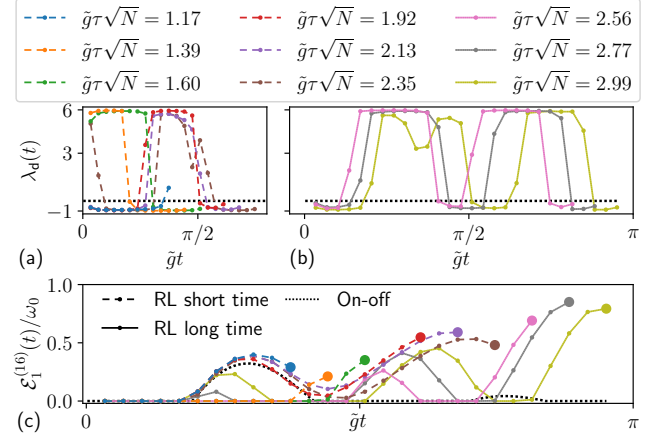 g̃τ√N = 1.17 g̃τ√N = 1.92 g̃τ√N = 2.56
g̃τ√N = 1.39 g̃τ√N = 2.13 g̃τ√N = 2.77
g̃τ√N = 1.60 g̃τ√N = 2.35 g̃τ√N = 2.99
6
3
−1
λ_d(t)
0 π/2
(a) g̃t
0 π/2 π
(b) g̃t
1.0
0.5
0.0
ℰ₁⁽¹⁶⁾(t)/ω₀
RL short time On-off
RL long time
0 π
(c) g̃t